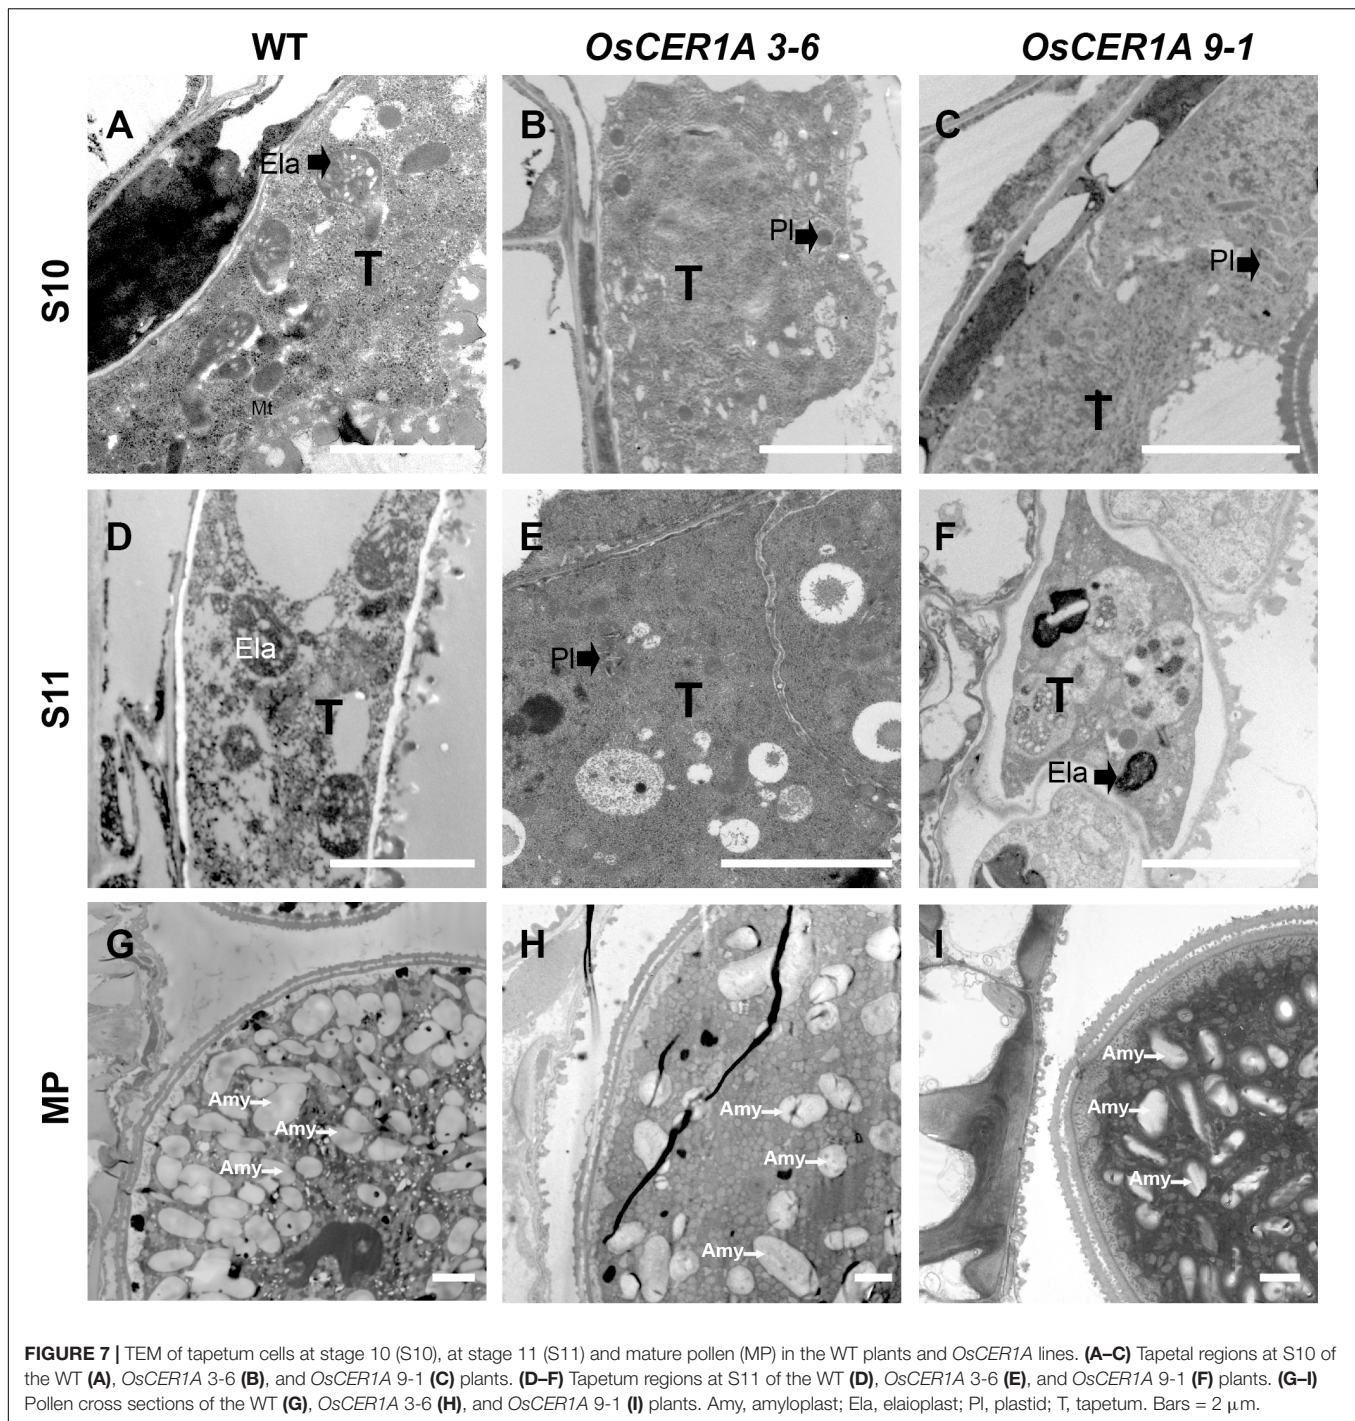 WT OsCER1A 3-6 OsCER1A 9-1
S10
A
Ela
T
Mt
B
Pl
T
C
Pl
T
S11
D
Ela
T
E
Pl
T
F
T
Ela
MP
G
Amy
Amy
Amy
H
Amy
Amy
Amy
I
Amy
Amy
Amy
FIGURE 7 | TEM of tapetum cells at stage 10 (S10), at stage 11 (S11) and mature pollen (MP) in the WT plants and OsCER1A lines. (A–C) Tapetal regions at S10 of
the WT (A), OsCER1A 3-6 (B), and OsCER1A 9-1 (C) plants. (D–F) Tapetum regions at S11 of the WT (D), OsCER1A 3-6 (E), and OsCER1A 9-1 (F) plants. (G–I)
Pollen cross sections of the WT (G), OsCER1A 3-6 (H), and OsCER1A 9-1 (I) plants. Amy, amyloplast; Ela, elaioplast; Pl, plastid; T, tapetum. Bars = 2 μm.